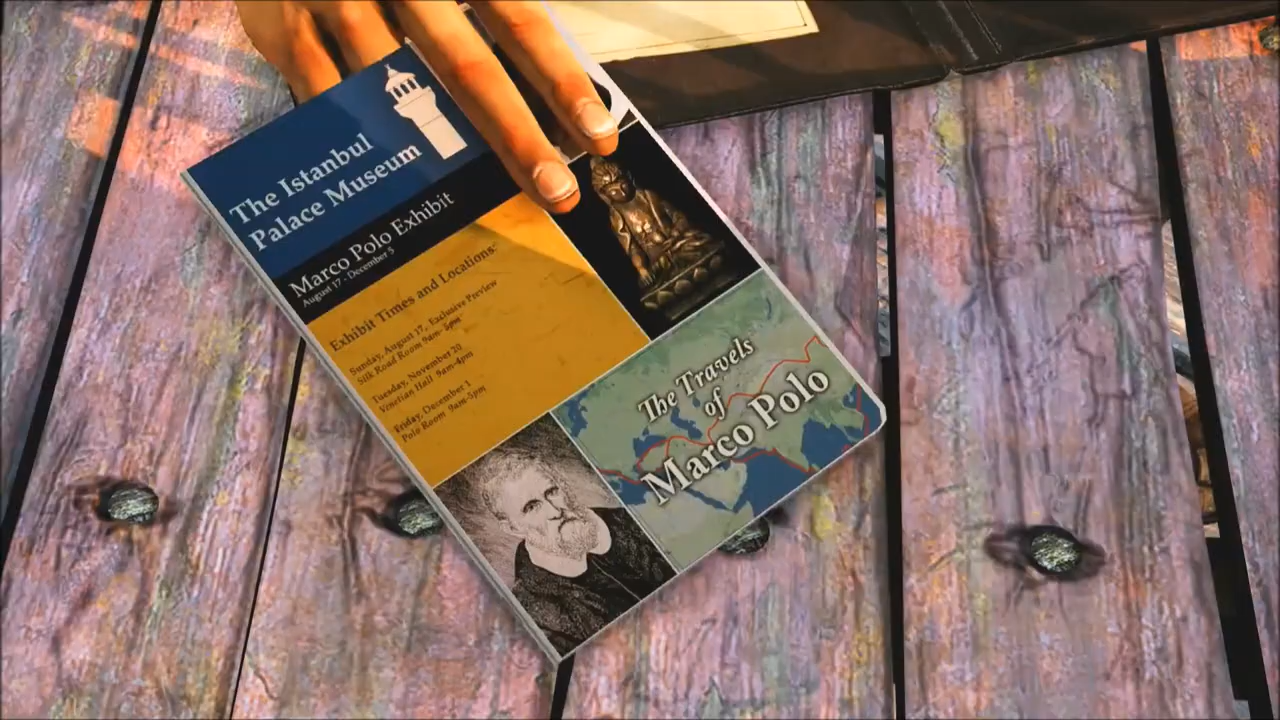 The Istanbul
Palace Museum
Marco Polo Exhibit
August 17 - December 5
Exhibit Times and Locations:
Sunday, August 17, Exclusive Preview
Silk Road Room 9am-5pm
Tuesday, November 20
Venetian Hall 9am-4pm
Friday, December 1
Polo Room 9am-5pm
The Travels
of
Marco Polo